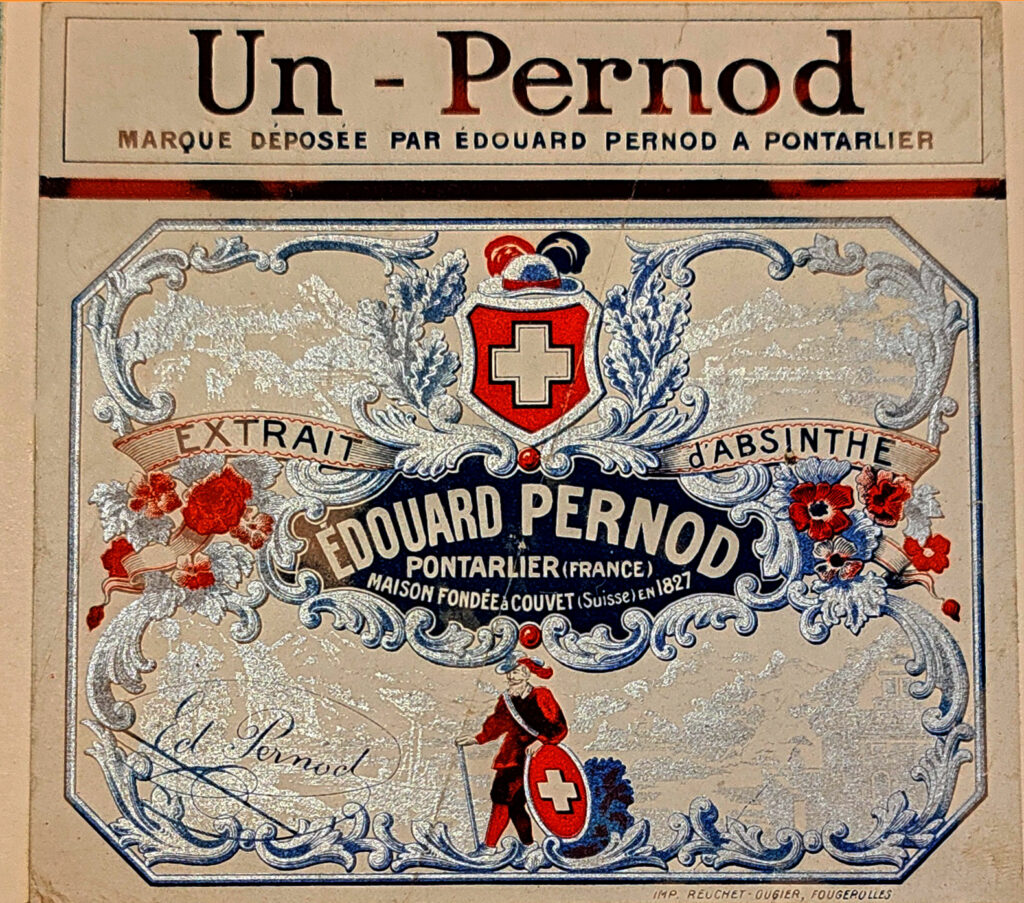 Un - Pernod
MARQUE DÉPOSÉE PAR ÉDOUARD PERNOD A PONTARLIER
EXTRAIT d'ABSINTHE
ÉDOUARD PERNOD
PONTARLIER (FRANCE)
MAISON FONDÉE à COUVET (Suisse) EN 1827
Ed Pernod
IMP. REUCHET-OUGIER, FOUGEROLLES